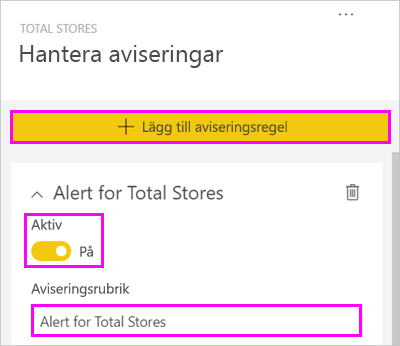 TOTAL STORES
Hantera aviseringar
Lägg till aviseringsregel
Alert for Total Stores
Aktiv
På
Aviseringsrubrik
Alert for Total Stores